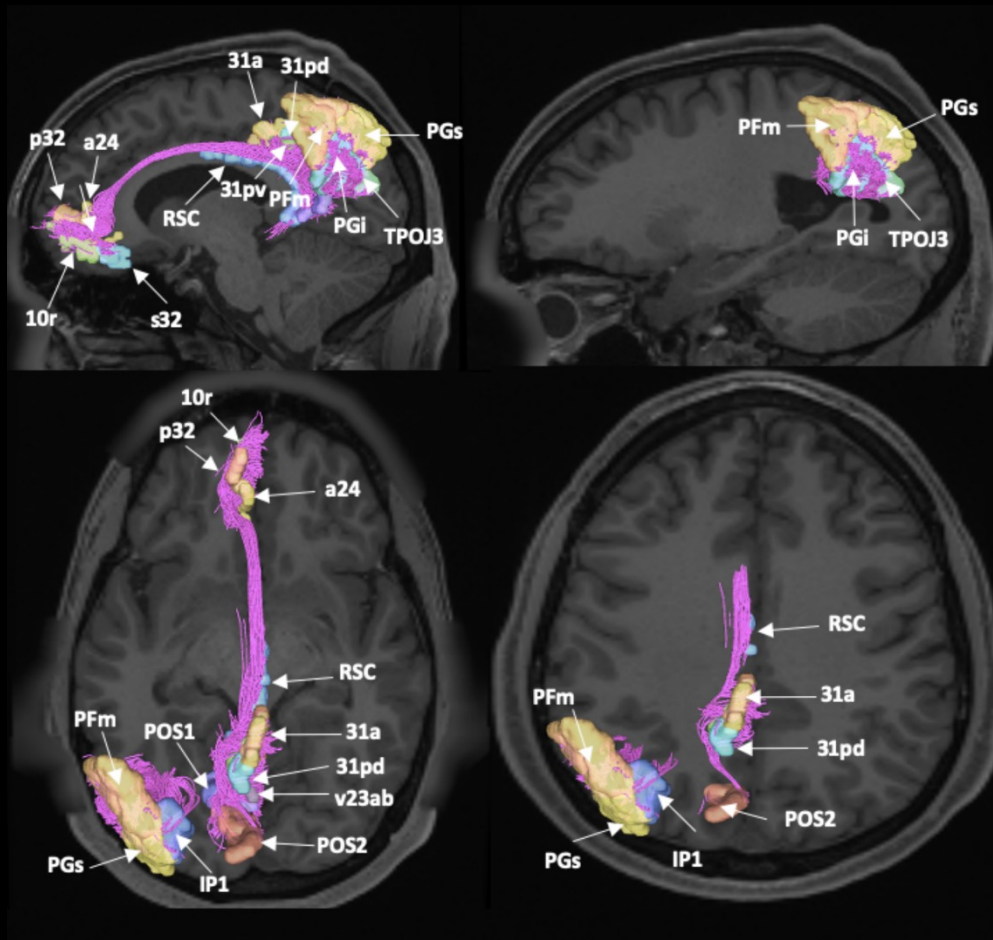 31a
31pd
p32
a24
PGs
RSC
31pv
PFm
PGi
TPOJ3
10r
s32
PFm
PGs
PGi
TPOJ3
10r
p32
a24
RSC
PFm
POS1
31a
31pd
v23ab
POS2
PGs
IP1
RSC
PFm
31a
31pd
POS2
PGs
IP1